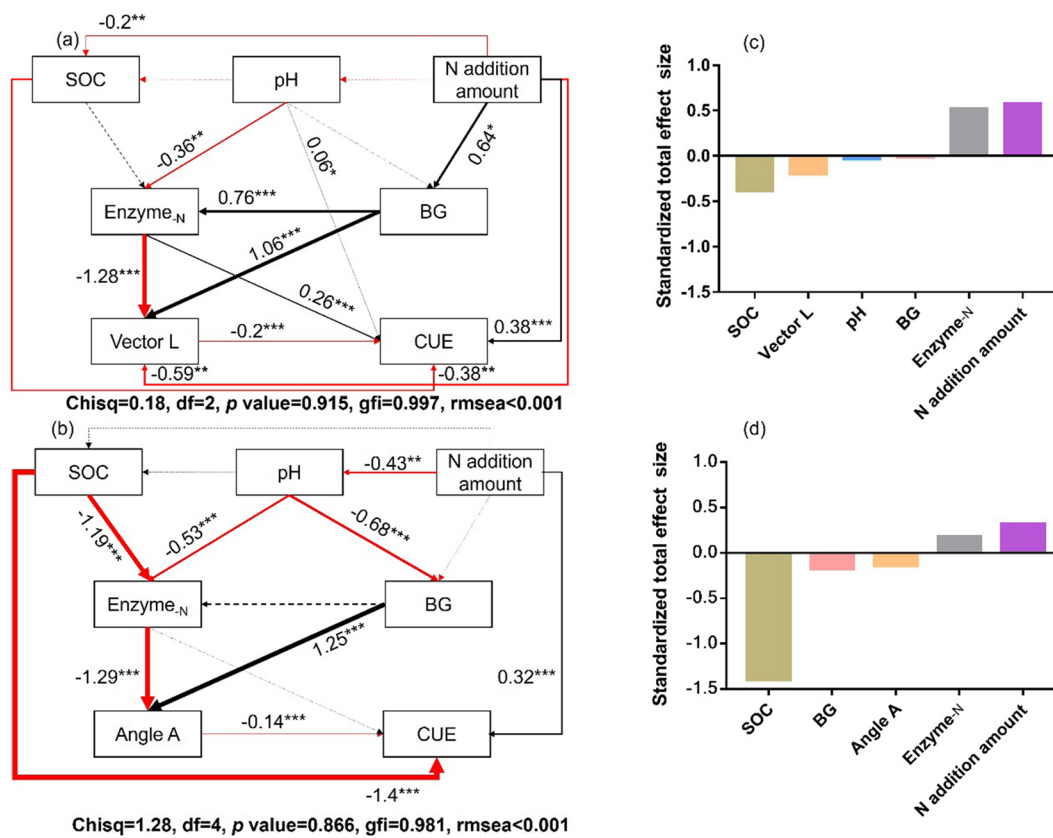 (a)
-0.2**
SOC
pH
N addition
amount
-0.36**
0.06*
0.64*
Enzyme-N
0.76***
BG
1.06***
-1.28***
0.26***
Vector L
-0.2***
CUE
0.38***
-0.59**
-0.38**
Chisq=0.18, df=2, p value=0.915, gfi=0.997, rmsea<0.001
(b)
SOC
pH
-0.43**
N addition
amount
-1.19***
-0.53***
-0.68***
Enzyme-N
BG
1.25***
-1.29***
0.32***
Angle A
-0.14***
CUE
-1.4***
Chisq=1.28, df=4, p value=0.866, gfi=0.981, rmsea<0.001
(c)
Standardized total effect size
1.0
0.5
0.0
-0.5
-1.0
-1.5
SOC
Vector L
pH
BG
Enzyme-N
N addition amount
(d)
Standardized total effect size
1.0
0.5
0.0
-0.5
-1.0
-1.5
SOC
BG
Angle A
Enzyme-N
N addition amount